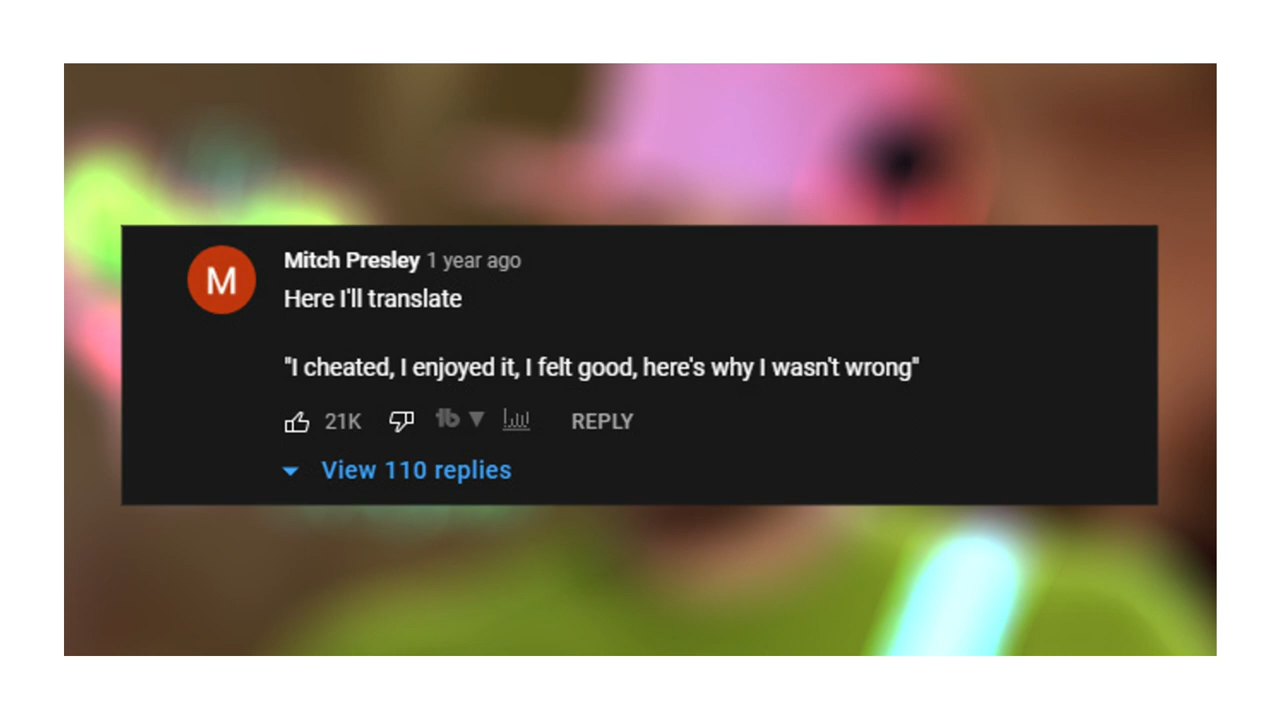 M
Mitch Presley 1 year ago
Here I'll translate
"I cheated, I enjoyed it, I felt good, here's why I wasn't wrong"
21K tb REPLY
View 110 replies